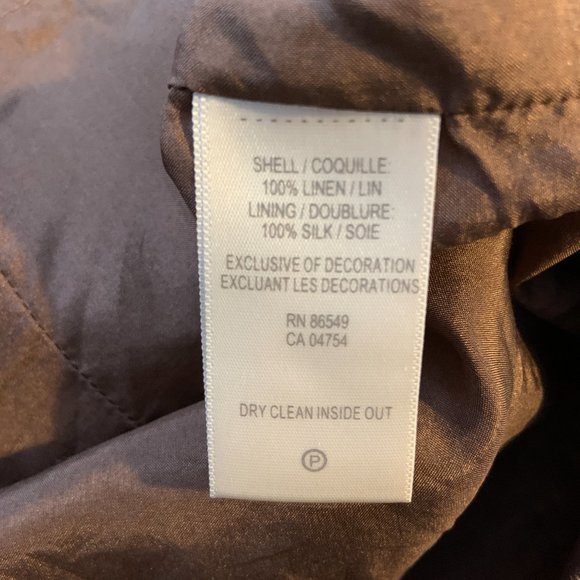 SHELL / COQUILLE:
100% LINEN / LIN
LINING / DOUBLURE:
100% SILK / SOIE
EXCLUSIVE OF DECORATION
EXCLUANT LES DECORATIONS
RN 86549
CA 04754
DRY CLEAN INSIDE OUT
P